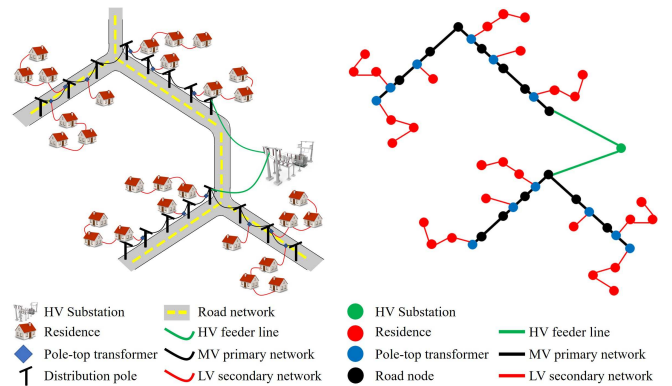 HV Substation
Residence
Pole-top transformer
Distribution pole
Road network
HV feeder line
MV primary network
LV secondary network
HV Substation
Residence
Pole-top transformer
Road node
HV feeder line
MV primary network
LV secondary network